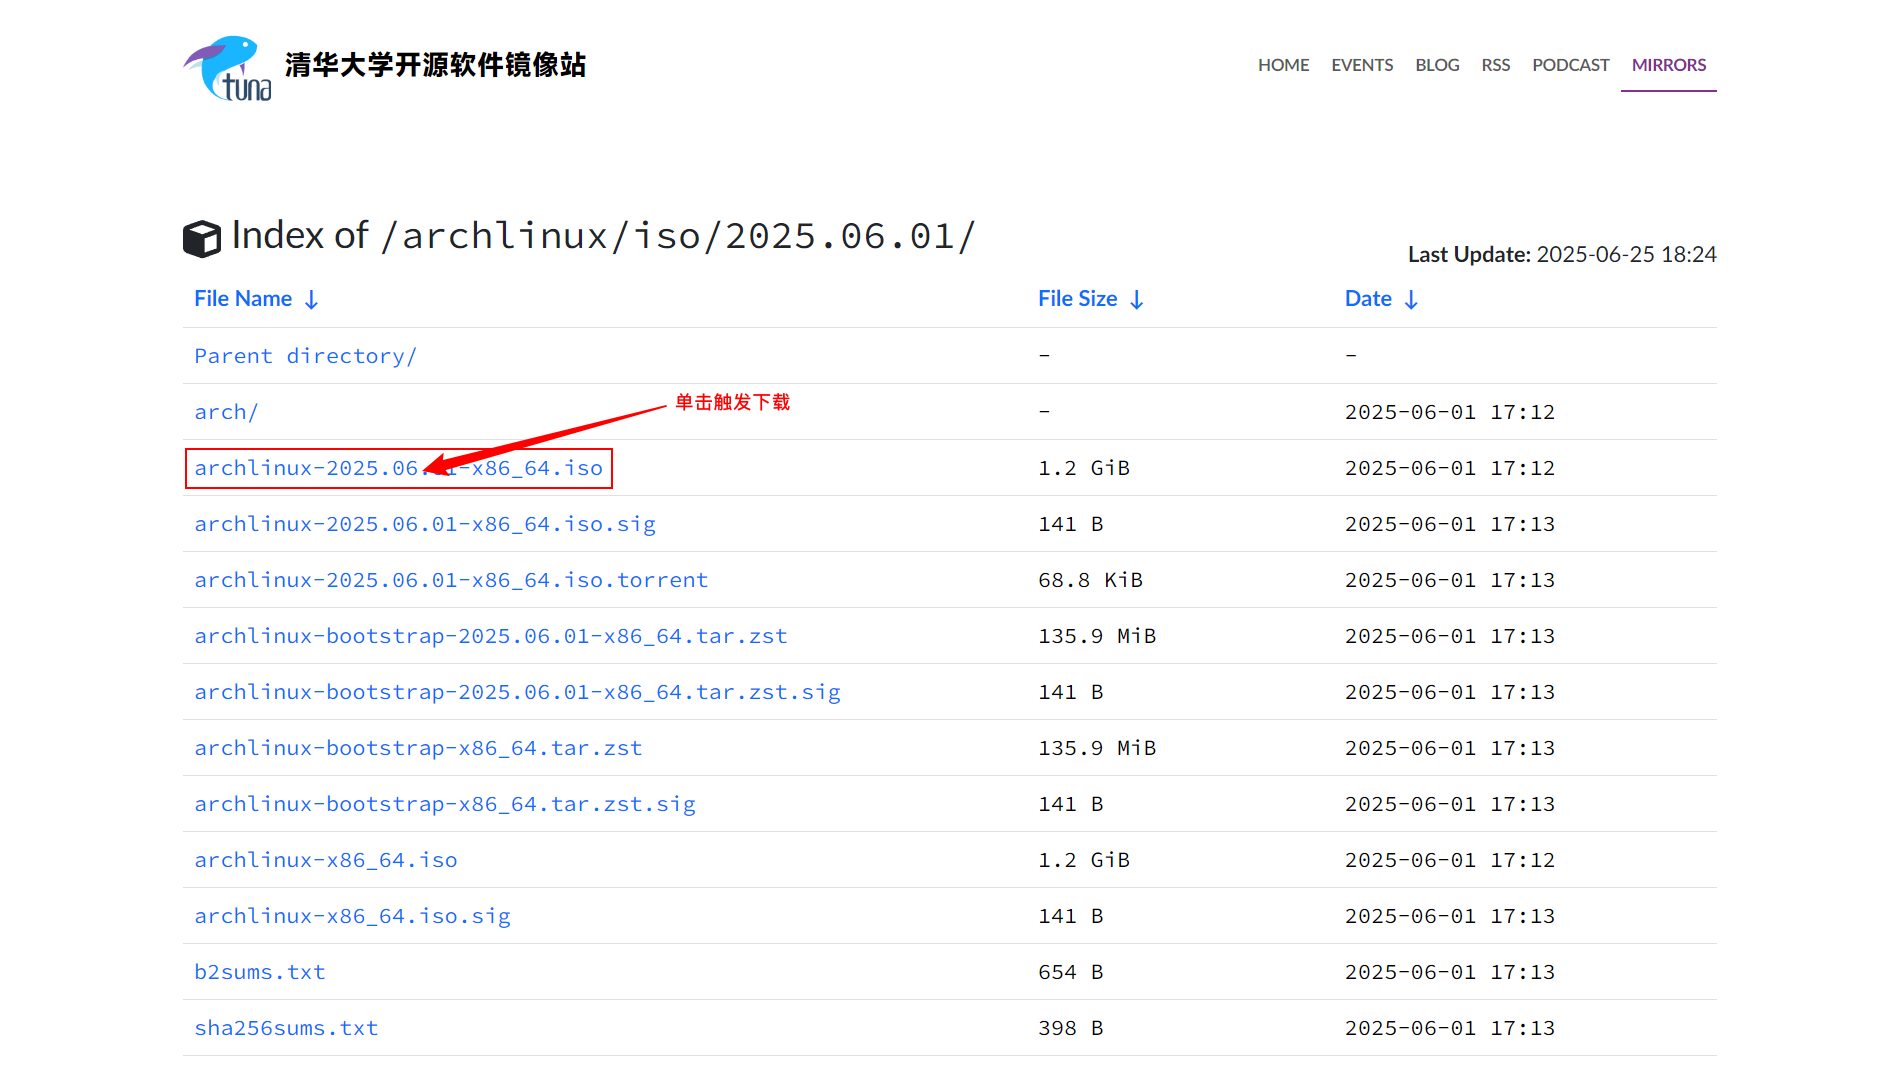 tuna
清华大学开源软件镜像站
HOME EVENTS BLOG RSS PODCAST MIRRORS
Index of /archlinux/iso/2025.06.01/
Last Update: 2025-06-25 18:24
File Name ↓ File Size ↓ Date ↓
Parent directory/ - -
单击触发下载
arch/ - 2025-06-01 17:12
archlinux-2025.06.01-x86_64.iso 1.2 GiB 2025-06-01 17:12
archlinux-2025.06.01-x86_64.iso.sig 141 B 2025-06-01 17:13
archlinux-2025.06.01-x86_64.iso.torrent 68.8 KiB 2025-06-01 17:13
archlinux-bootstrap-2025.06.01-x86_64.tar.zst 135.9 MiB 2025-06-01 17:13
archlinux-bootstrap-2025.06.01-x86_64.tar.zst.sig 141 B 2025-06-01 17:13
archlinux-bootstrap-x86_64.tar.zst 135.9 MiB 2025-06-01 17:13
archlinux-bootstrap-x86_64.tar.zst.sig 141 B 2025-06-01 17:13
archlinux-x86_64.iso 1.2 GiB 2025-06-01 17:12
archlinux-x86_64.iso.sig 141 B 2025-06-01 17:13
b2sums.txt 654 B 2025-06-01 17:13
sha256sums.txt 398 B 2025-06-01 17:13